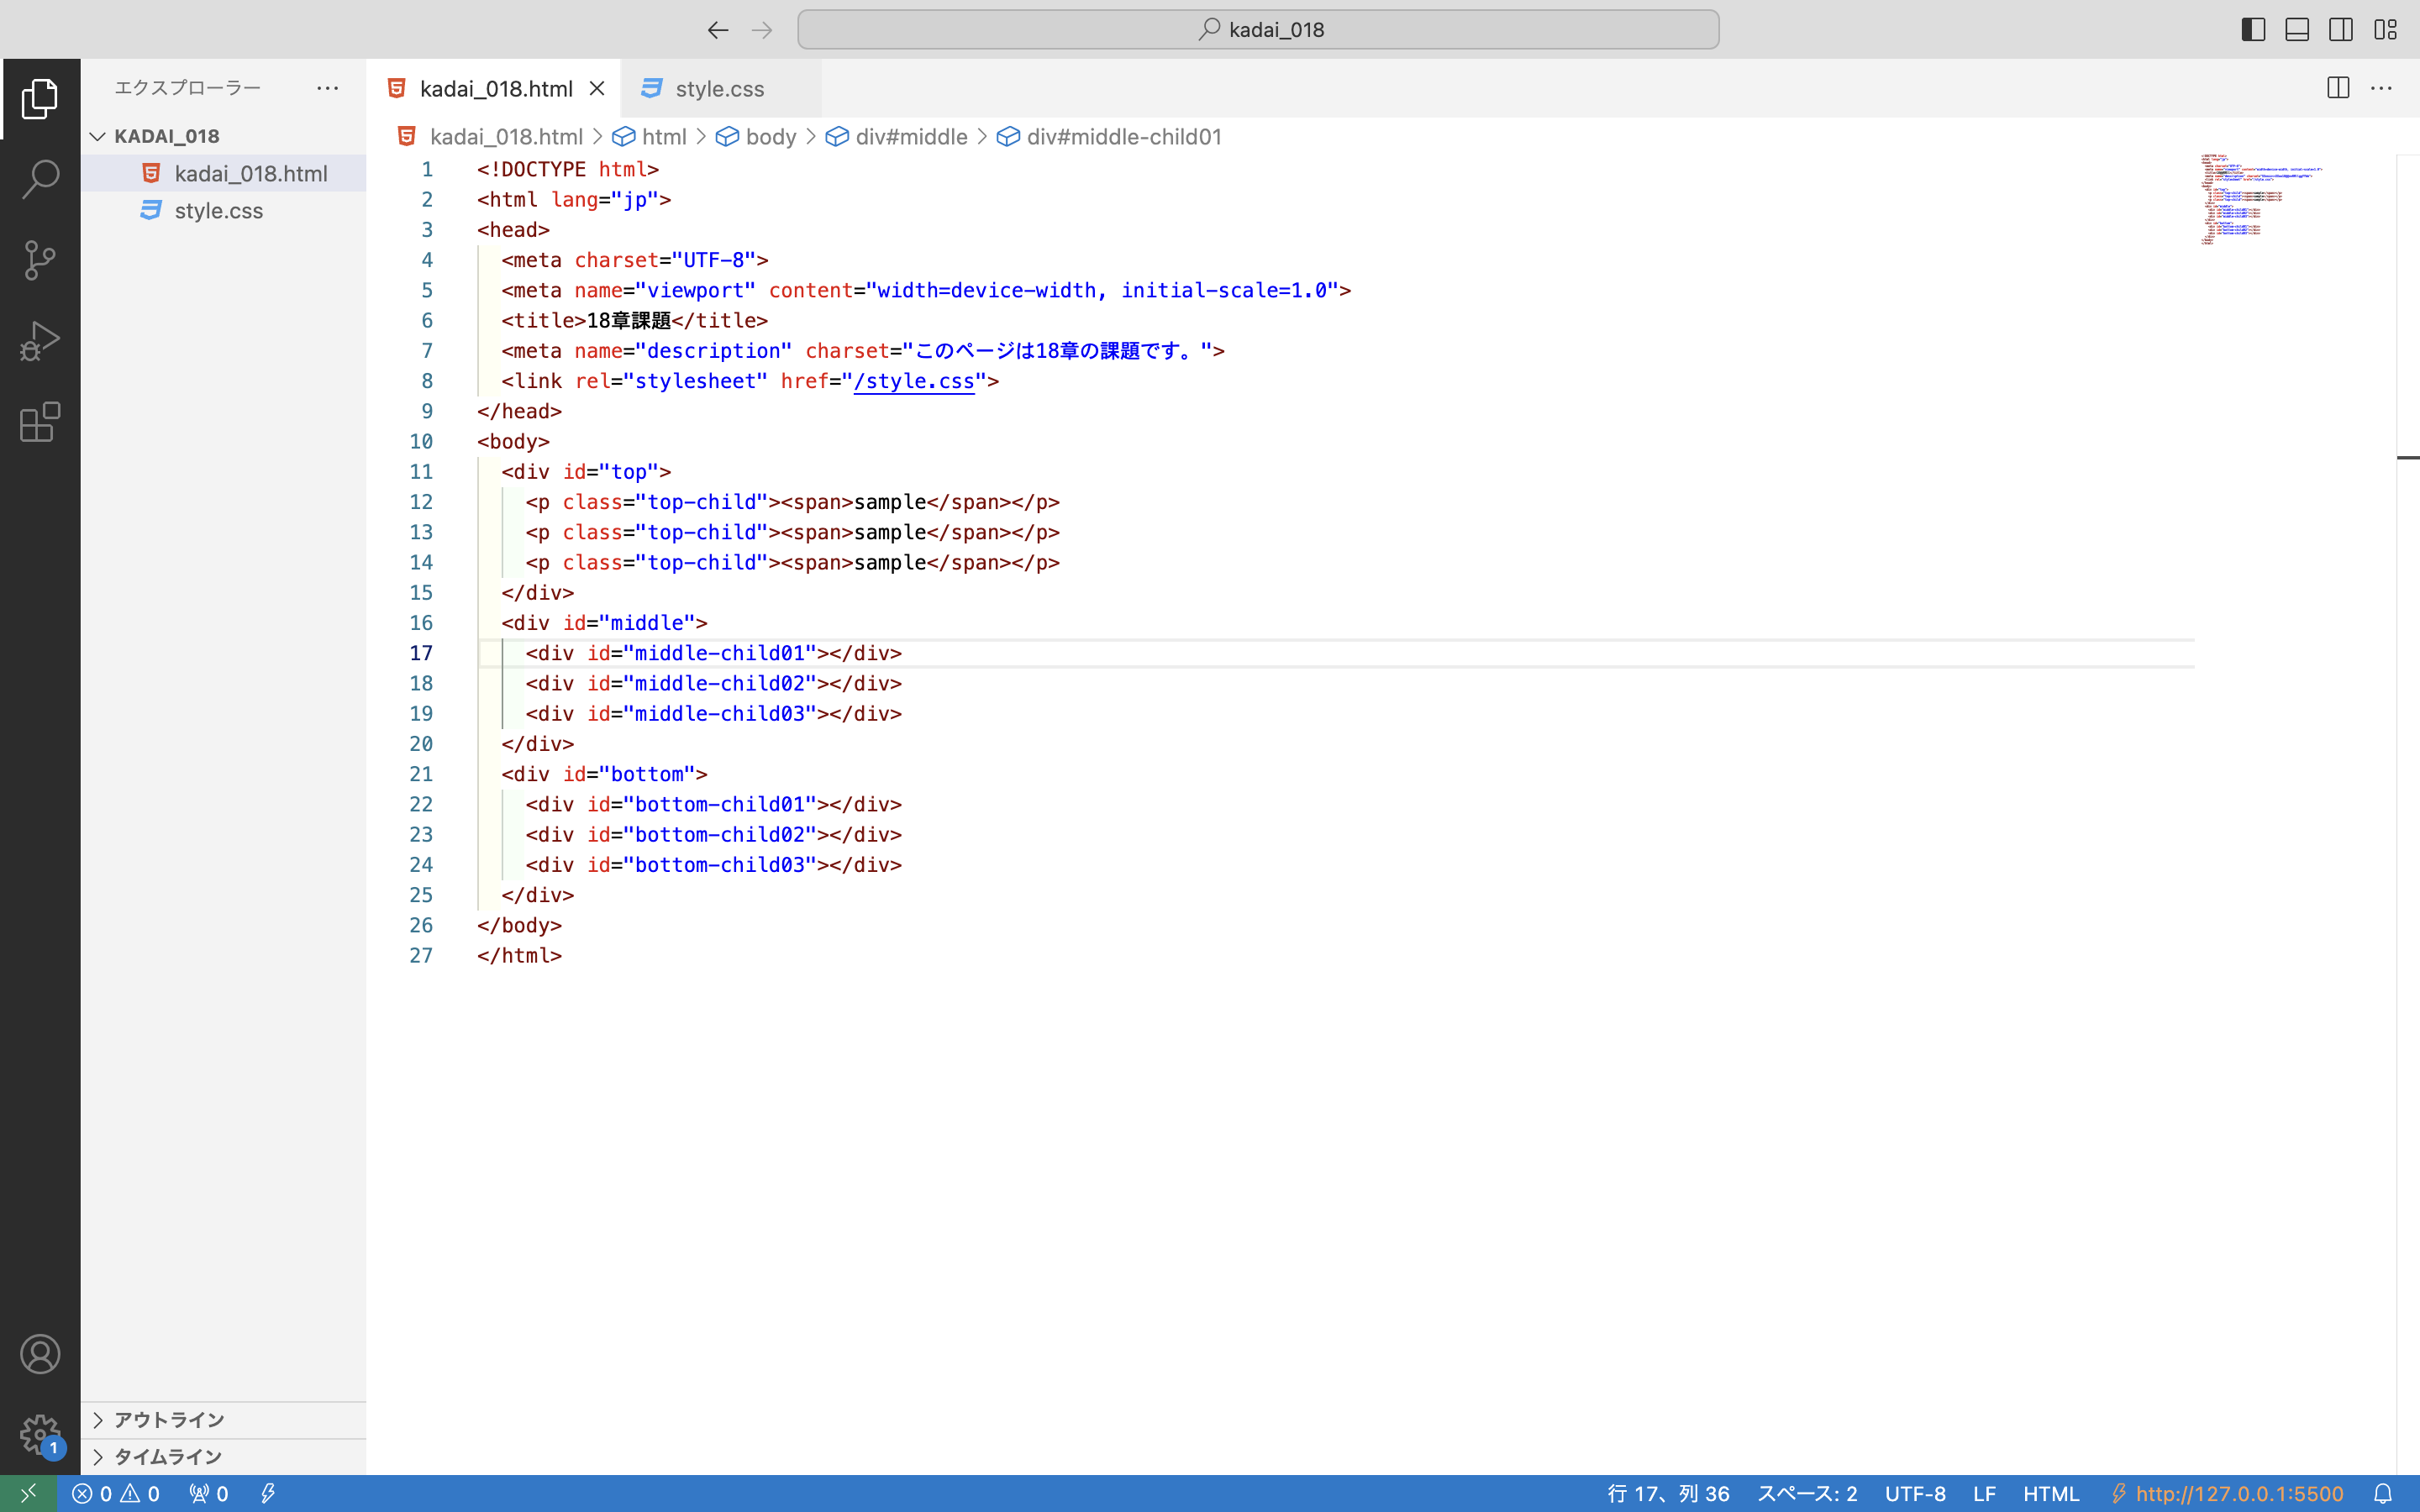 kadai_018
エクスプローラー
KADAI_018
kadai_018.html
style.css
kadai_018.html
style.css
kadai_018.html > html > body > div#middle > div#middle-child01
1 <!DOCTYPE html>
2 <html lang="jp">
3 <head>
4 <meta charset="UTF-8">
5 <meta name="viewport" content="width=device-width, initial-scale=1.0">
6 <title>18章課題</title>
7 <meta name="description" charset="このページは18章の課題です。">
8 <link rel="stylesheet" href="/style.css">
9 </head>
10 <body>
11 <div id="top">
12 <p class="top-child"><span>sample</span></p>
13 <p class="top-child"><span>sample</span></p>
14 <p class="top-child"><span>sample</span></p>
15 </div>
16 <div id="middle">
17 <div id="middle-child01"></div>
18 <div id="middle-child02"></div>
19 <div id="middle-child03"></div>
20 </div>
21 <div id="bottom">
22 <div id="bottom-child01"></div>
23 <div id="bottom-child02"></div>
24 <div id="bottom-child03"></div>
25 </div>
26 </body>
27 </html>
アウトライン
タイムライン
1
0 0 0 行 17、列 36 スペース: 2 UTF-8 LF HTML http://127.0.0.1:5500